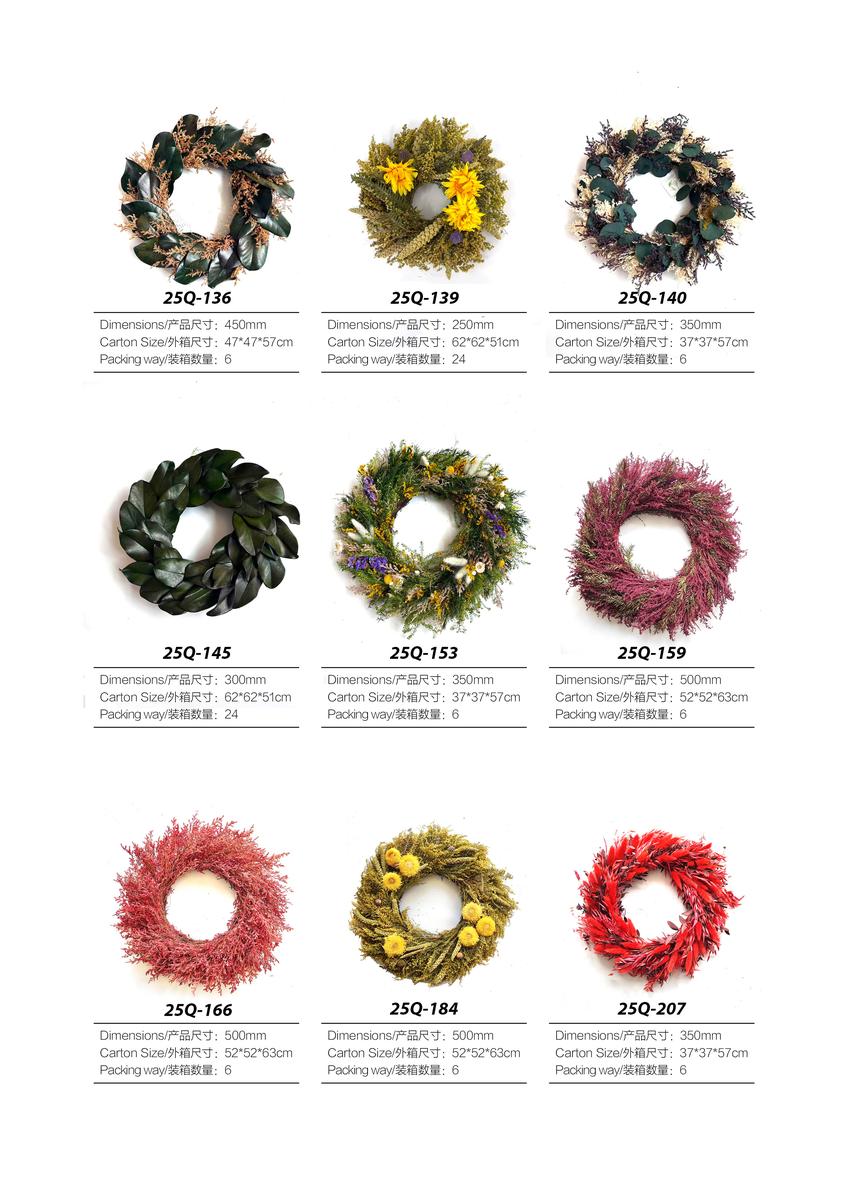 25Q-136
Dimensions/产品尺寸：450mm
Carton Size/外箱尺寸：47*47*57cm
Packing way/装箱数量：6
25Q-139
Dimensions/产品尺寸：250mm
Carton Size/外箱尺寸：62*62*51cm
Packing way/装箱数量：24
25Q-140
Dimensions/产品尺寸：350mm
Carton Size/外箱尺寸：37*37*57cm
Packing way/装箱数量：6
25Q-145
Dimensions/产品尺寸：300mm
Carton Size/外箱尺寸：62*62*51cm
Packing way/装箱数量：24
25Q-153
Dimensions/产品尺寸：350mm
Carton Size/外箱尺寸：37*37*57cm
Packing way/装箱数量：6
25Q-159
Dimensions/产品尺寸：500mm
Carton Size/外箱尺寸：52*52*63cm
Packing way/装箱数量：6
25Q-166
Dimensions/产品尺寸：500mm
Carton Size/外箱尺寸：52*52*63cm
Packing way/装箱数量：6
25Q-184
Dimensions/产品尺寸：500mm
Carton Size/外箱尺寸：52*52*63cm
Packing way/装箱数量：6
25Q-207
Dimensions/产品尺寸：350mm
Carton Size/外箱尺寸：37*37*57cm
Packing way/装箱数量：6